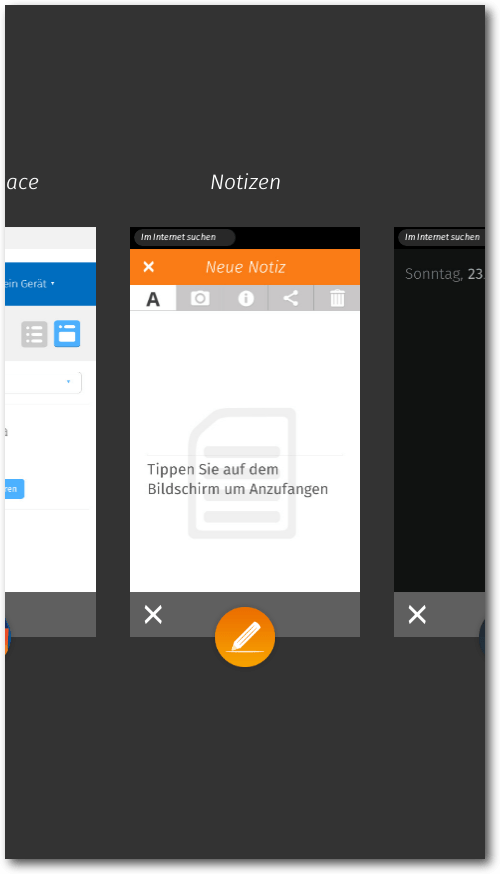 ace
Notizen
Im Internet suchen
Im Internet suchen
ein Gerät
Neue Notiz
Sonntag, 23.
A
Tippen Sie auf dem
Bildschirm um Anzufangen
ren